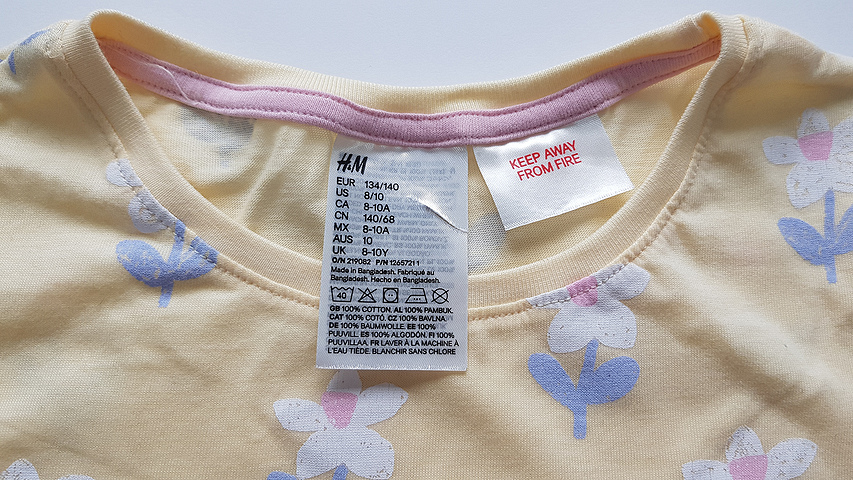 H&M
EUR 134/140
US 8/10
CA 8-10A
CN 140/68
MX 8-10A
AUS 10
UK 8-10Y
O/N 219082 P/N 12657211
Made in Bangladesh. Fabriqué au
Bangladesh. Hecho en Bangladesh.
40
GB 100% COTTON. AL 100% PAMBUK.
CAT 100% COTÓ. CZ 100% BAVLNA.
DE 100% BAUMWOLLE. EE 100%
PUUVILL. ES 100% ALGODÓN. FI 100%
PUUVILLAA. FR LAVER À LA MACHINE À
L'EAU TIÈDE. BLANCHIR SANS CHLORE
KEEP AWAY
FROM FIRE